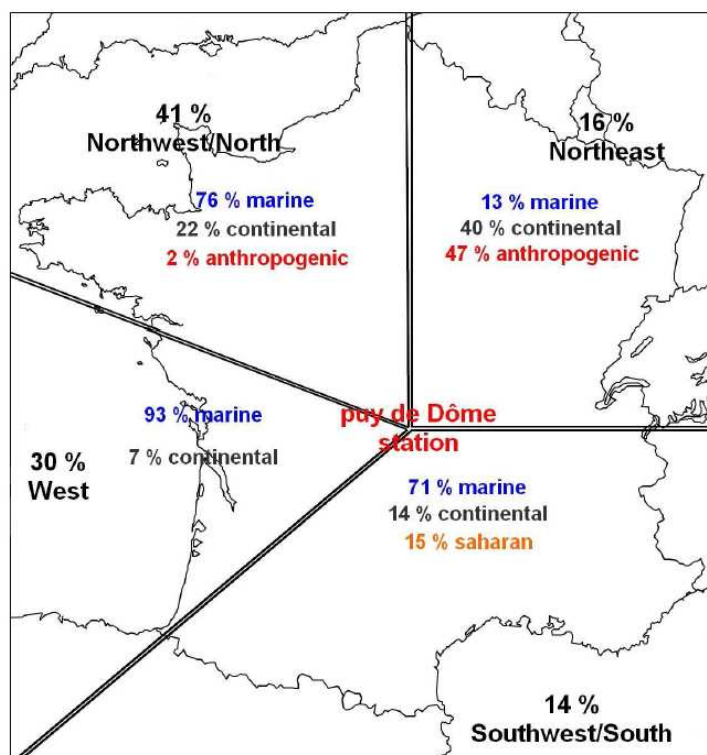 41 %
Northwest/North
76 % marine
22 % continental
2 % anthropogenic
16 %
Northeast
13 % marine
40 % continental
47 % anthropogenic
93 % marine
7 % continental
30 %
West
puy de Dôme
station
71 % marine
14 % continental
15 % saharan
14 %
Southwest/South